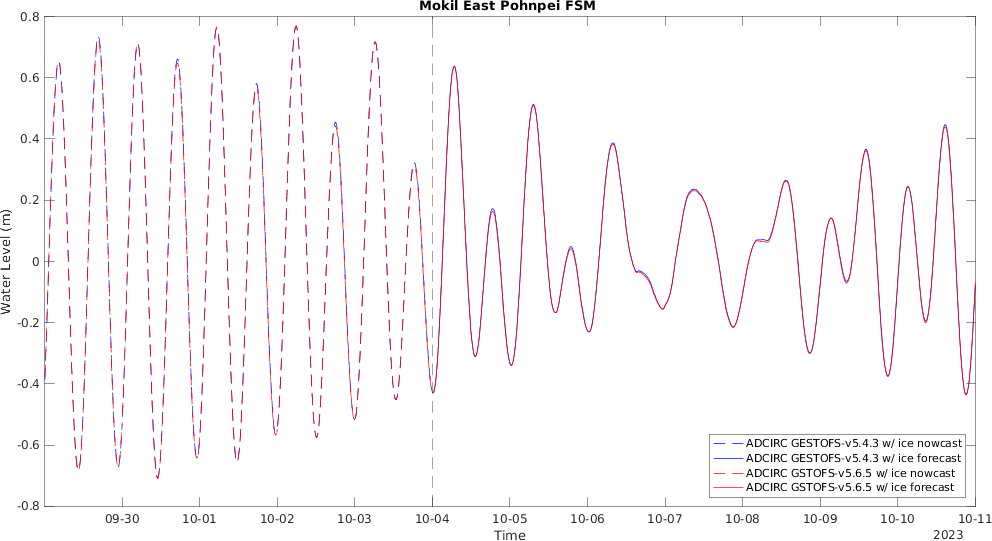 Mokil East Pohnpei FSM
0.8
0.6
0.4
0.2
0
-0.2
-0.4
-0.6
-0.8
Water Level (m)
ADCIRC GESTOFS-v5.4.3 w/ ice nowcast
ADCIRC GESTOFS-v5.4.3 w/ ice forecast
ADCIRC GSTOFS-v5.6.5 w/ ice nowcast
ADCIRC GSTOFS-v5.6.5 w/ ice forecast
09-30 10-01 10-02 10-03 10-04 10-05 10-06 10-07 10-08 10-09 10-10 10-11
Time
2023